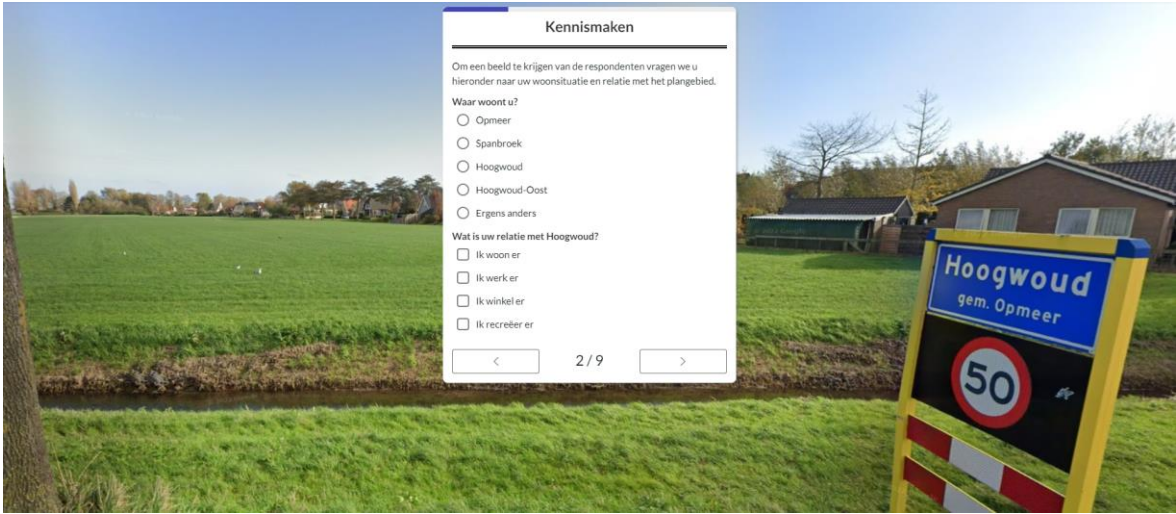 Kennismaken
Om een beeld te krijgen van de respondenten vragen we u
hieronder naar uw woonsituatie en relatie met het plangebied.
Waar woont u?
Opmeer
Spanbroek
Hoogwoud
Hoogwoud-Oost
Ergens anders
Wat is uw relatie met Hoogwoud?
Ik woon er
Ik werk er
Ik winkel er
Ik recreëer er
< 2 / 9 >
Hoogwoud
gem. Opmeer
50